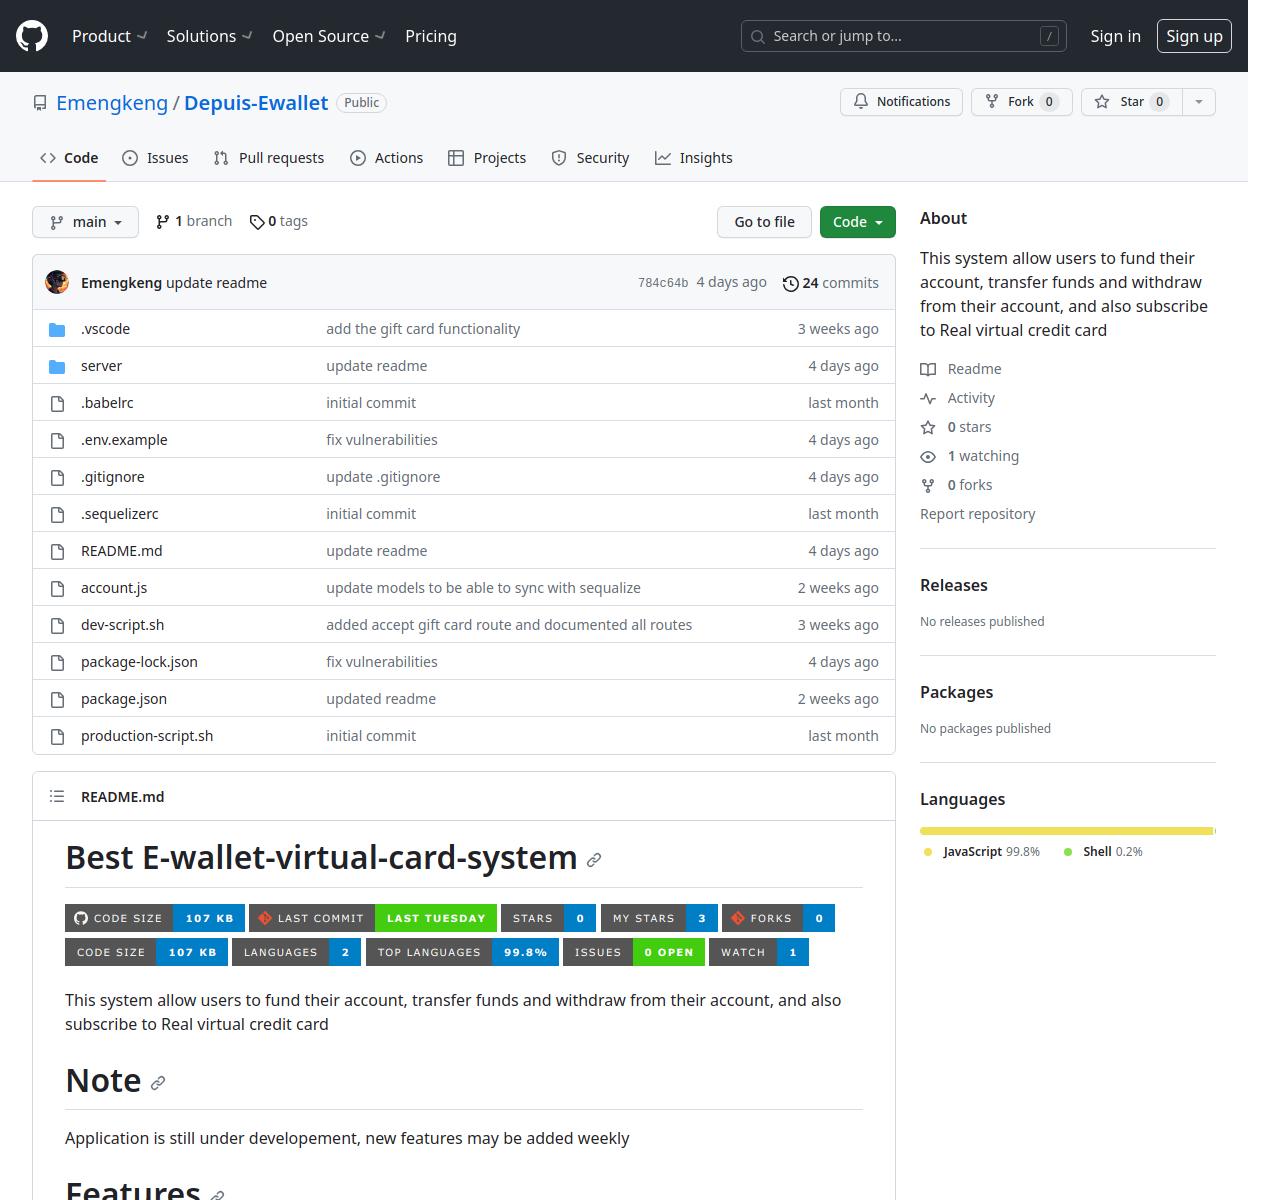 Product Solutions Open Source Pricing Search or jump to... / Sign in Sign up
Emengkeng / Depuis-Ewallet Public Notifications Fork 0 Star 0
Code Issues Pull requests Actions Projects Security Insights
main 1 branch 0 tags Go to file Code
Emengkeng update readme 784c64b 4 days ago 24 commits
.vscode add the gift card functionality 3 weeks ago
server update readme 4 days ago
.babelrc initial commit last month
.env.example fix vulnerabilities 4 days ago
.gitignore update .gitignore 4 days ago
.sequelizerc initial commit last month
README.md update readme 4 days ago
account.js update models to be able to sync with sequalize 2 weeks ago
dev-script.sh added accept gift card route and documented all routes 3 weeks ago
package-lock.json fix vulnerabilities 4 days ago
package.json updated readme 2 weeks ago
production-script.sh initial commit last month
README.md
Best E-wallet-virtual-card-system
CODE SIZE 107 KB LAST COMMIT LAST TUESDAY STARS 0 MY STARS 3 FORKS 0
CODE SIZE 107 KB LANGUAGES 2 TOP LANGUAGES 99.8% ISSUES 0 OPEN WATCH 1
This system allow users to fund their account, transfer funds and withdraw from their account, and also
subscribe to Real virtual credit card
Note
Application is still under developement, new features may be added weekly
Features
About
This system allow users to fund their
account, transfer funds and withdraw
from their account, and also subscribe
to Real virtual credit card
Readme
Activity
0 stars
1 watching
0 forks
Report repository
Releases
No releases published
Packages
No packages published
Languages
JavaScript 99.8% Shell 0.2%